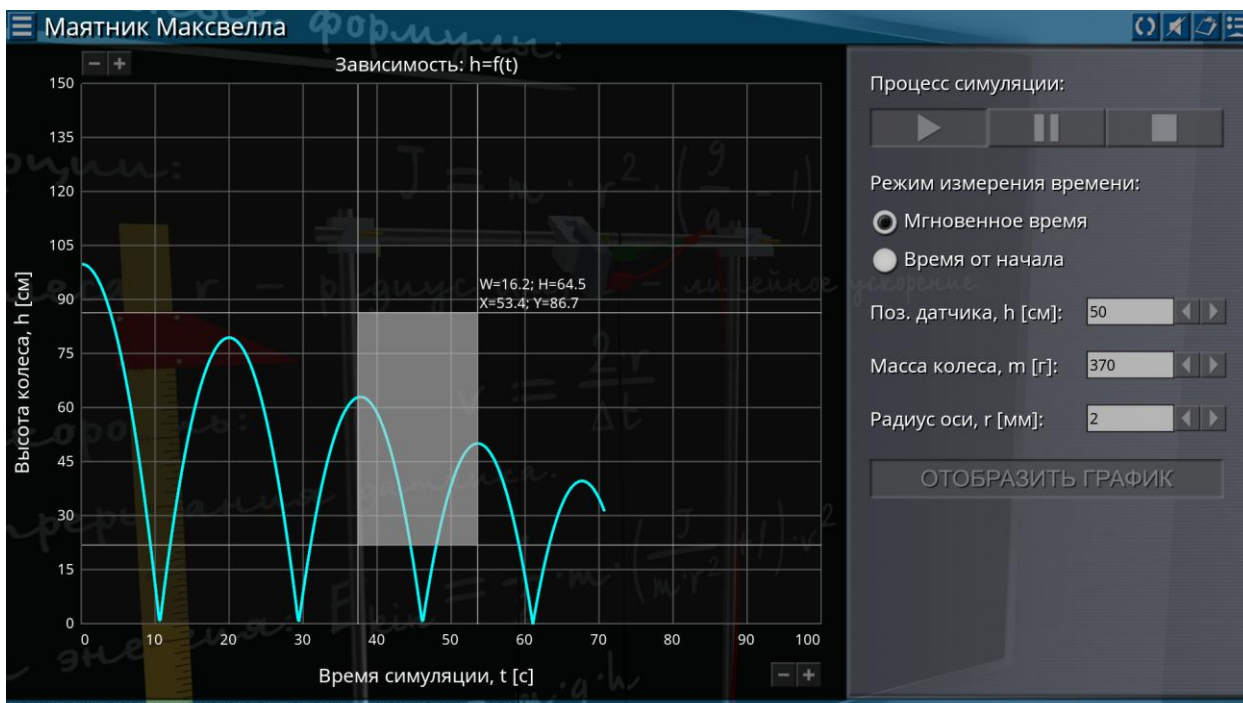 Маятник Максвелла
формулы:
Зависимость: h=f(t)
150
135
120
105
90
75
60
45
30
15
0
Высота колеса, h [см]
W=16.2; H=64.5
X=53.4; Y=86.7
0 10 20 30 40 50 60 70 80 90 100
Время симуляции, t [с]
Процесс симуляции:
Режим измерения времени:
Мгновенное время
Время от начала
Поз. датчика, h [см]: 50
Масса колеса, m [г]: 370
Радиус оси, r [мм]: 2
ОТОБРАЗИТЬ ГРАФИК